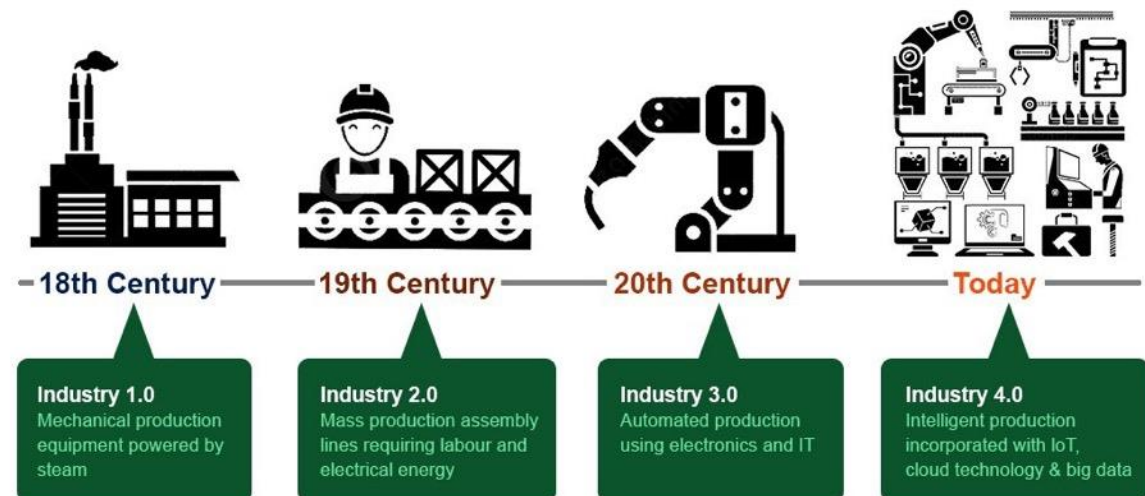 18th Century
19th Century
20th Century
Today
Industry 1.0
Mechanical production
equipment powered by
steam
Industry 2.0
Mass production assembly
lines requiring labour and
electrical energy
Industry 3.0
Automated production
using electronics and IT
Industry 4.0
Intelligent production
incorporated with IoT,
cloud technology & big data